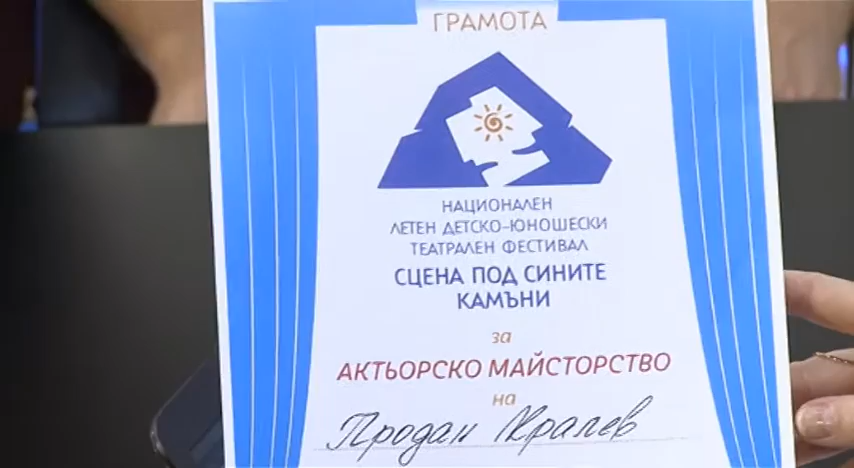 ГРАМОТА
НАЦИОНАЛЕН
ЛЕТЕН ДЕТСКО-ЮНОШЕСКИ
ТЕАТРАЛЕН ФЕСТИВАЛ
СЦЕНА ПОД СИНИТЕ
КАМЪНИ
за
АКТЬОРСКО МАЙСТОРСТВО
на
Продан Кралев